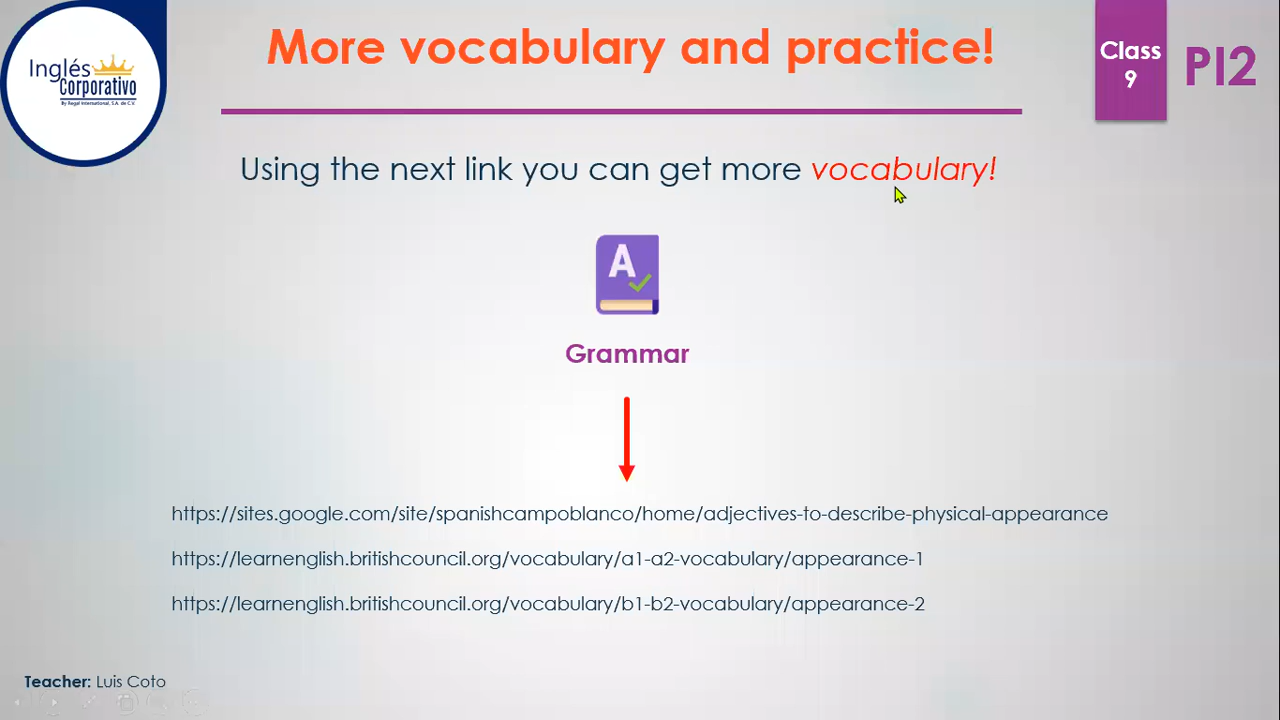 Inglés
Corporativo
By Regal International, S.A. de C.V.
More vocabulary and practice!
Class
9
PI2
Using the next link you can get more vocabulary!
A
Grammar
https://sites.google.com/site/spanishcampoblanco/home/adjectives-to-describe-physical-appearance
https://learnenglish.britishcouncil.org/vocabulary/a1-a2-vocabulary/appearance-1
https://learnenglish.britishcouncil.org/vocabulary/b1-b2-vocabulary/appearance-2
Teacher: Luis Coto